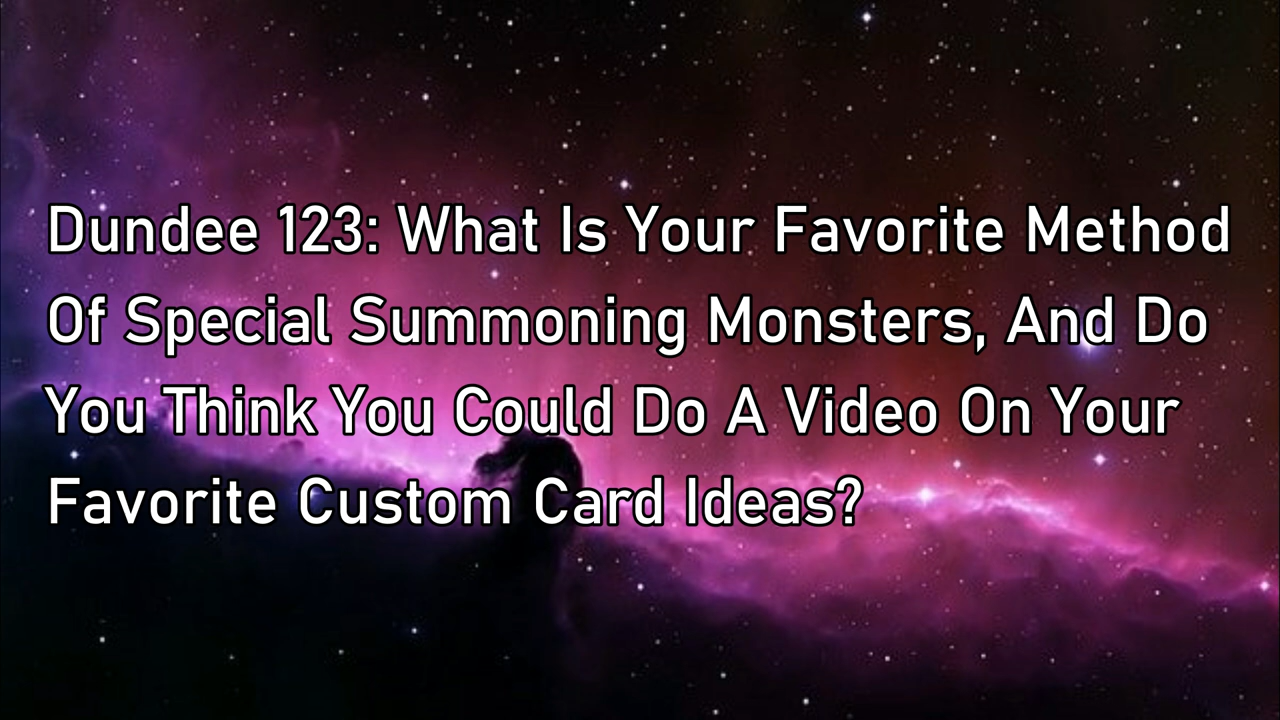 Dundee 123: What Is Your Favorite Method
Of Special Summoning Monsters, And Do
You Think You Could Do A Video On Your
Favorite Custom Card Ideas?